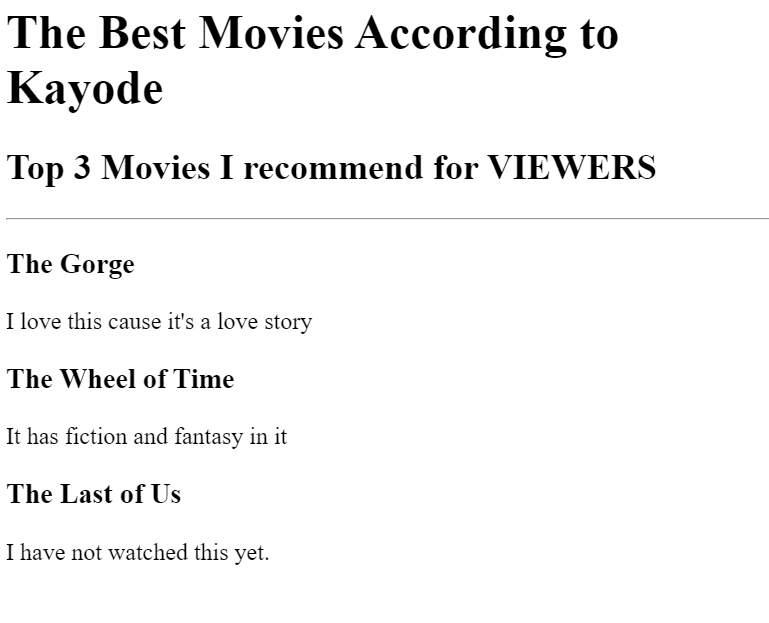 The Best Movies According to
Kayode
Top 3 Movies I recommend for VIEWERS
The Gorge
I love this cause it's a love story
The Wheel of Time
It has fiction and fantasy in it
The Last of Us
I have not watched this yet.